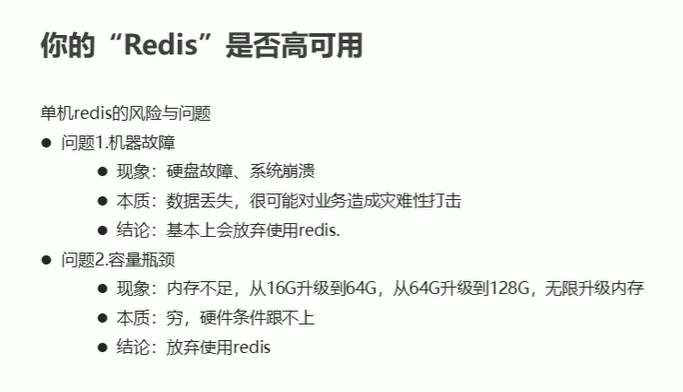 你的“Redis”是否高可用
单机redis的风险与问题
● 问题1.机器故障
● 现象：硬盘故障、系统崩溃
● 本质：数据丢失，很可能对业务造成灾难性打击
● 结论：基本上会放弃使用redis.
● 问题2.容量瓶颈
● 现象：内存不足，从16G升级到64G，从64G升级到128G，无限升级内存
● 本质：穷，硬件条件跟不上
● 结论：放弃使用redis